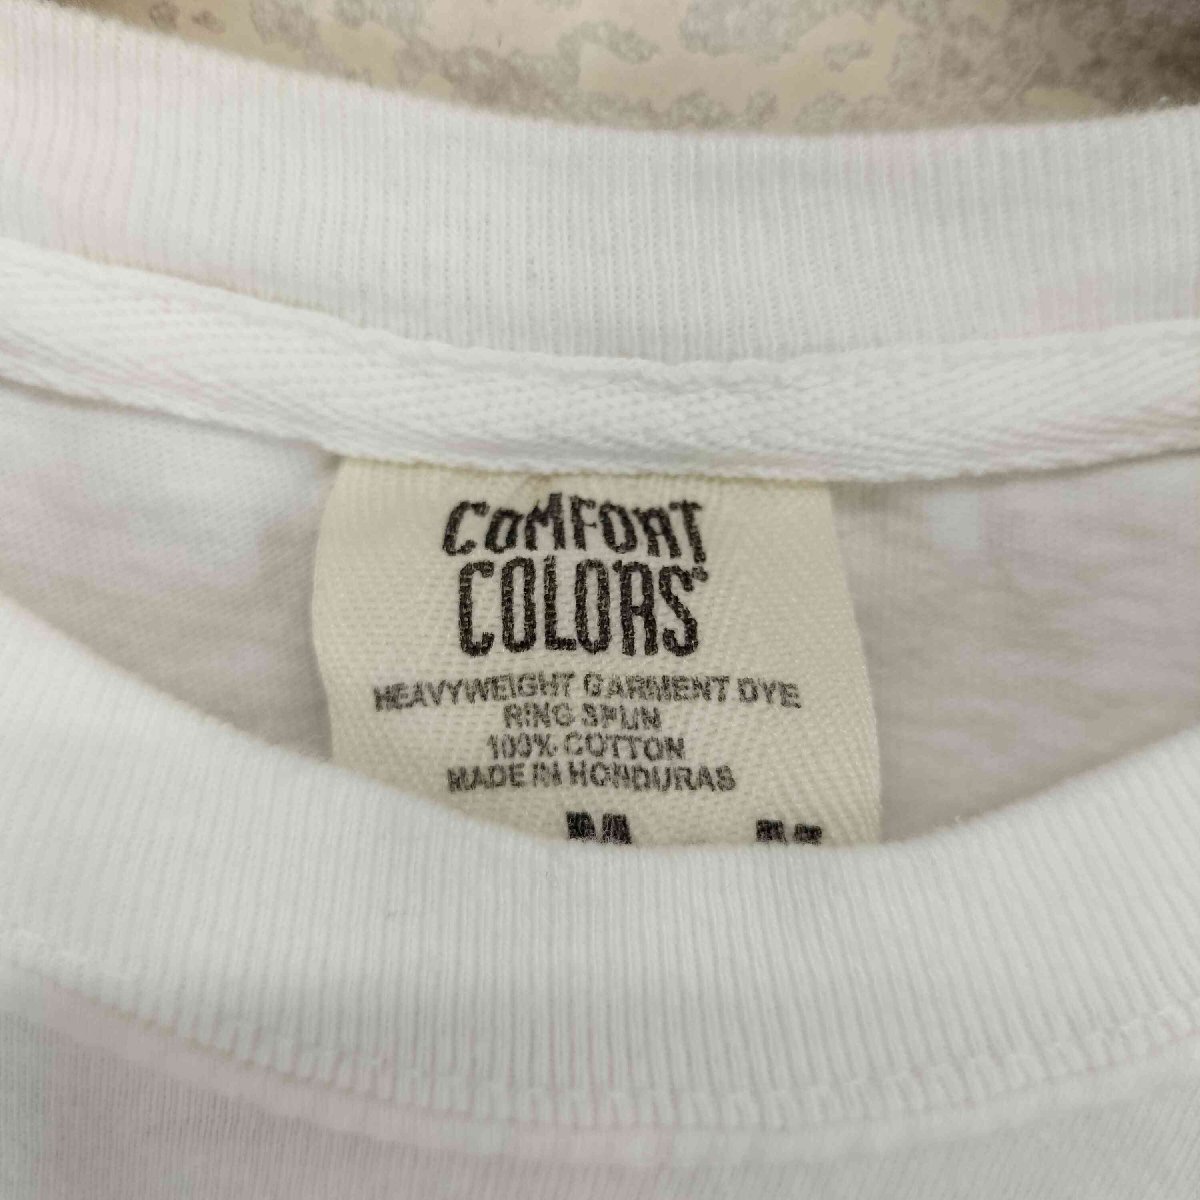 COMFORT
COLORS®
HEAVYWEIGHT GARMENT DYE
RING SPUN
100% COTTON
MADE IN HONDURAS